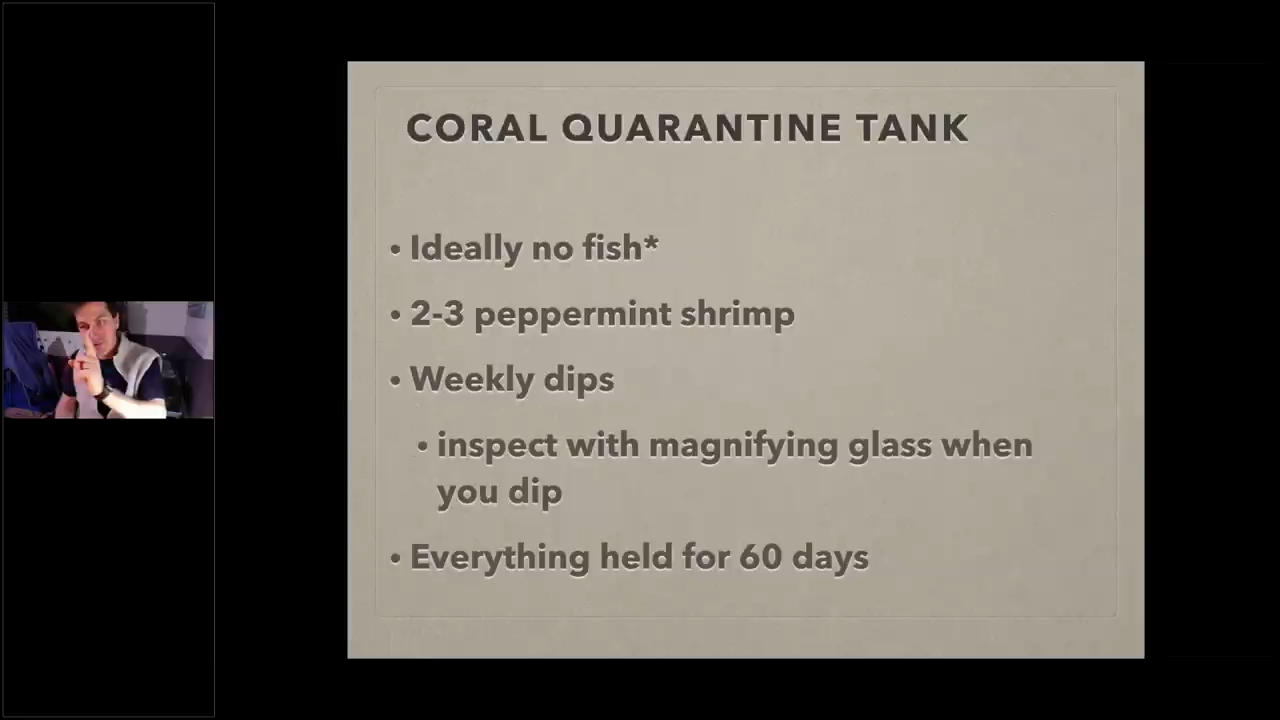 CORAL QUARANTINE TANK
• Ideally no fish*
• 2-3 peppermint shrimp
• Weekly dips
• inspect with magnifying glass when
you dip
• Everything held for 60 days